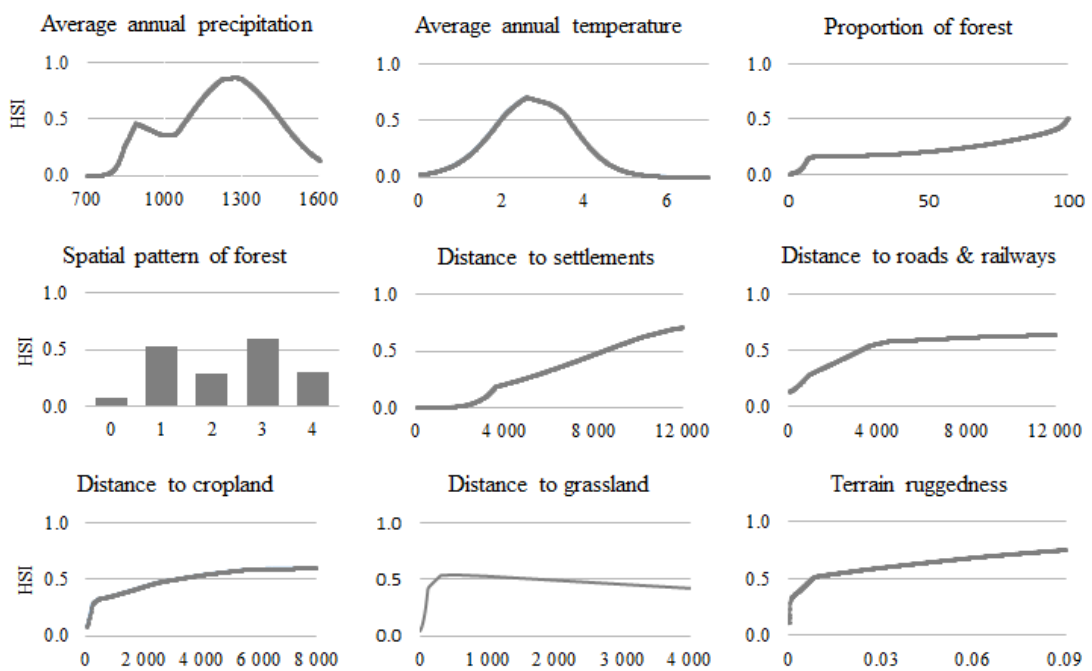 Average annual precipitation
Average annual temperature
Proportion of forest
HSI
1.0
0.5
0.0
700 1000 1300 1600
1.0
0.5
0.0
0 2 4 6
1.0
0.5
0.0
0 50 100
Spatial pattern of forest
Distance to settlements
Distance to roads & railways
HSI
1.0
0.5
0.0
0 1 2 3 4
1.0
0.5
0.0
0 4 000 8 000 12 000
1.0
0.5
0.0
0 4 000 8 000 12 000
Distance to cropland
Distance to grassland
Terrain ruggedness
HSI
1.0
0.5
0.0
0 2 000 4 000 6 000 8 000
1.0
0.5
0.0
0 1 000 2 000 3 000 4 000
1.0
0.5
0.0
0 0.03 0.06 0.09